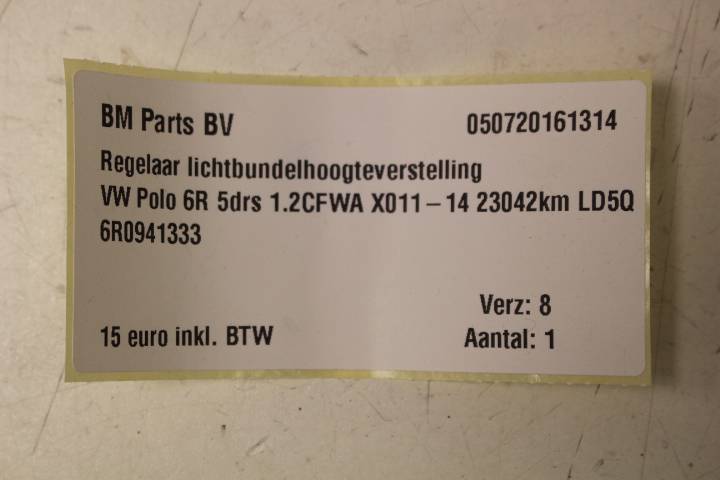 BM Parts BV 050720161314
Regelaar lichtbundelhoogteverstelling
VW Polo 6R 5drs 1.2CFWA X011-14 23042km LD5Q
6R0941333
Verz: 8
15 euro inkl. BTW Aantal: 1